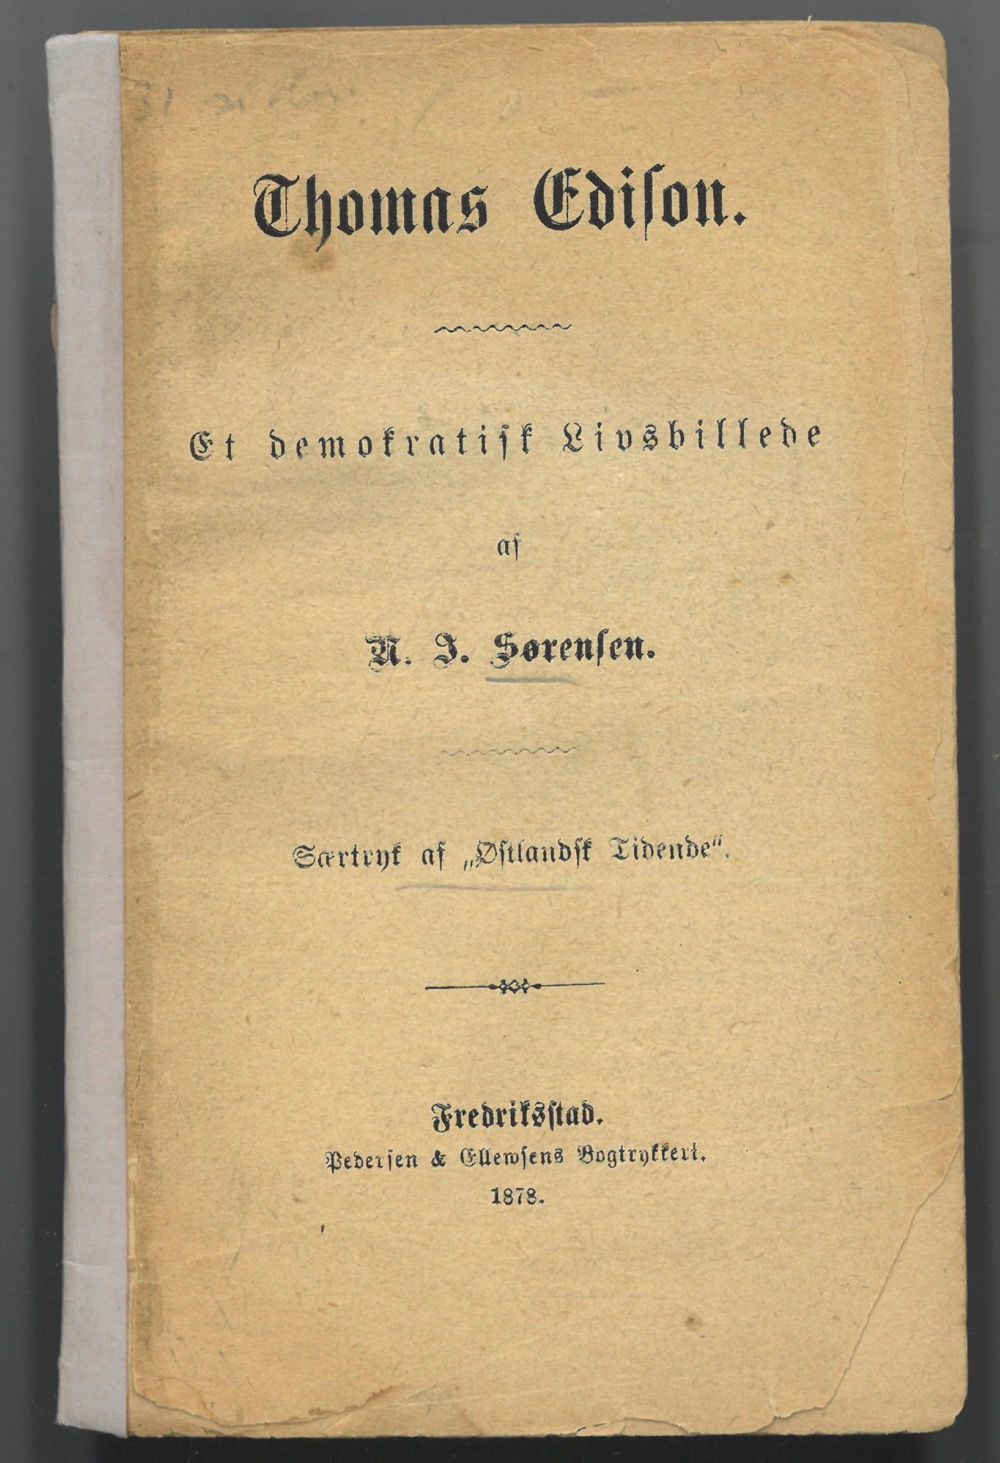 Thomas Edison.
Et demokratisk Livsbillede
af
N. J. Sørensen.
Særtryk af „Østlandsk Tidende“.
Fredriksstad.
Pedersen & Ellewsens Bogtrykkeri.
1878.